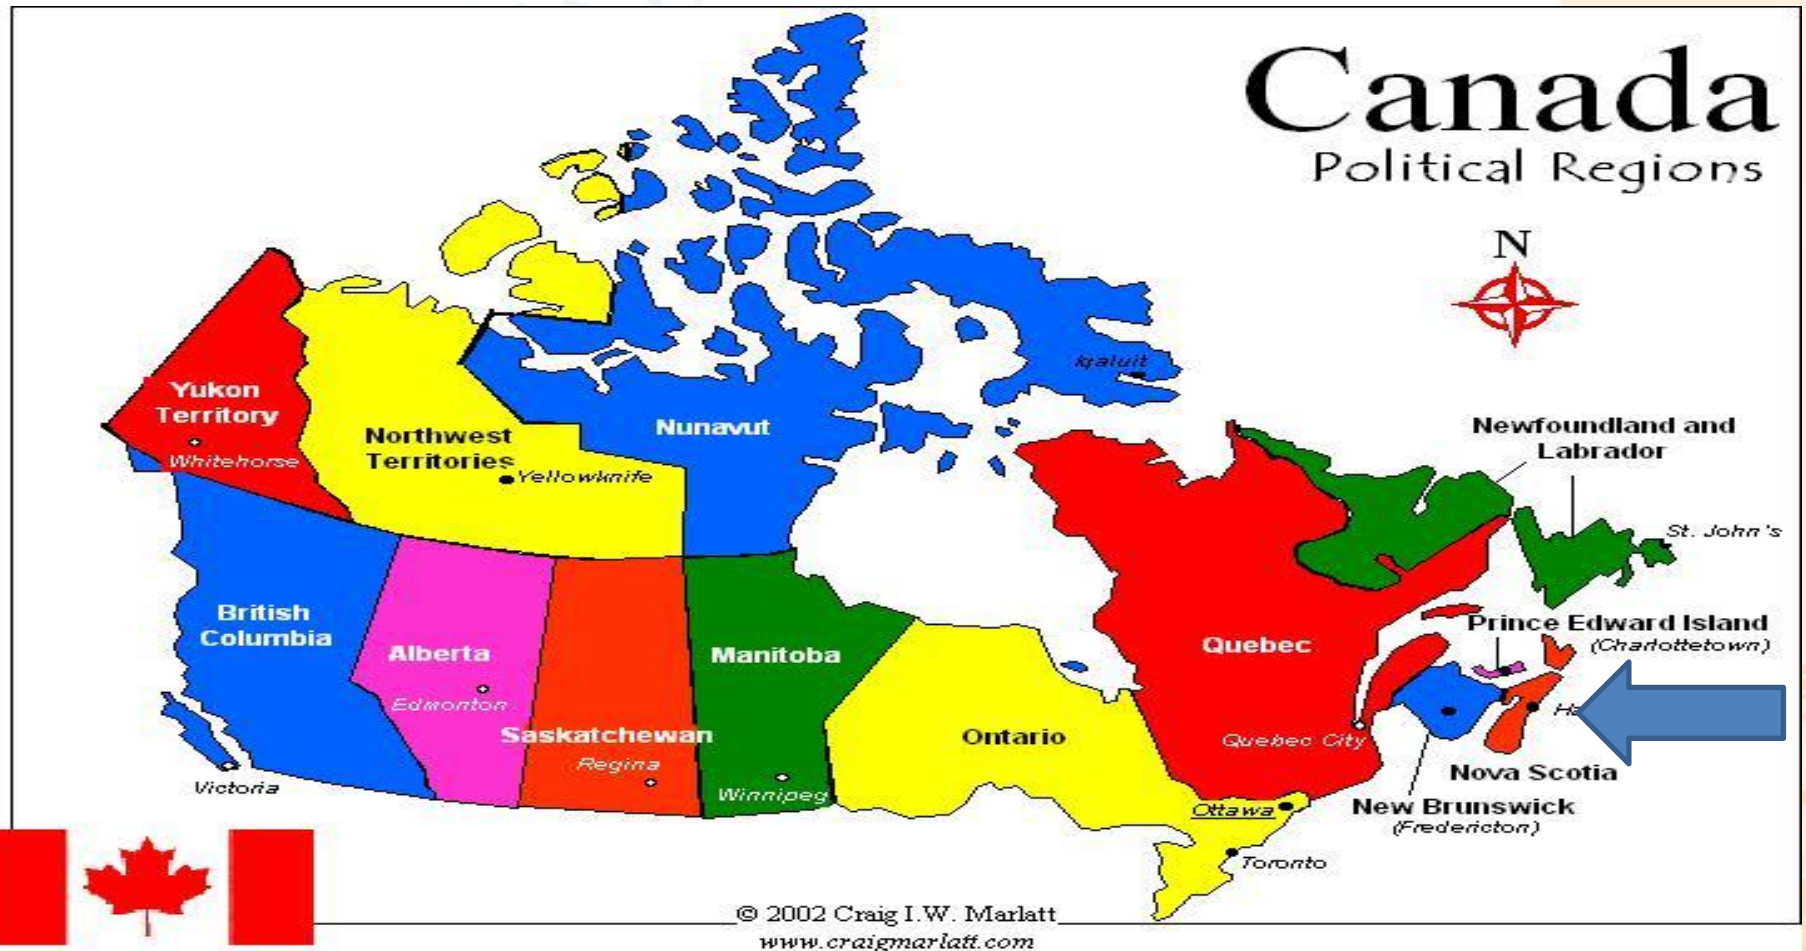 Canada
Political Regions
N
Iqaluit
Yukon
Territory
Whitehorse
Northwest
Territories
Yellowknife
Nunavut
Newfoundland and
Labrador
St. John's
British
Columbia
Victoria
Alberta
Edmonton
Saskatchewan
Regina
Manitoba
Winnipeg
Ontario
Ottawa
Toronto
Quebec
Quebec City
Prince Edward Island
(Charlottetown)
Nova Scotia
New Brunswick
(Fredericton)
© 2002 Craig I.W. Marlatt
www.craigmarlatt.com